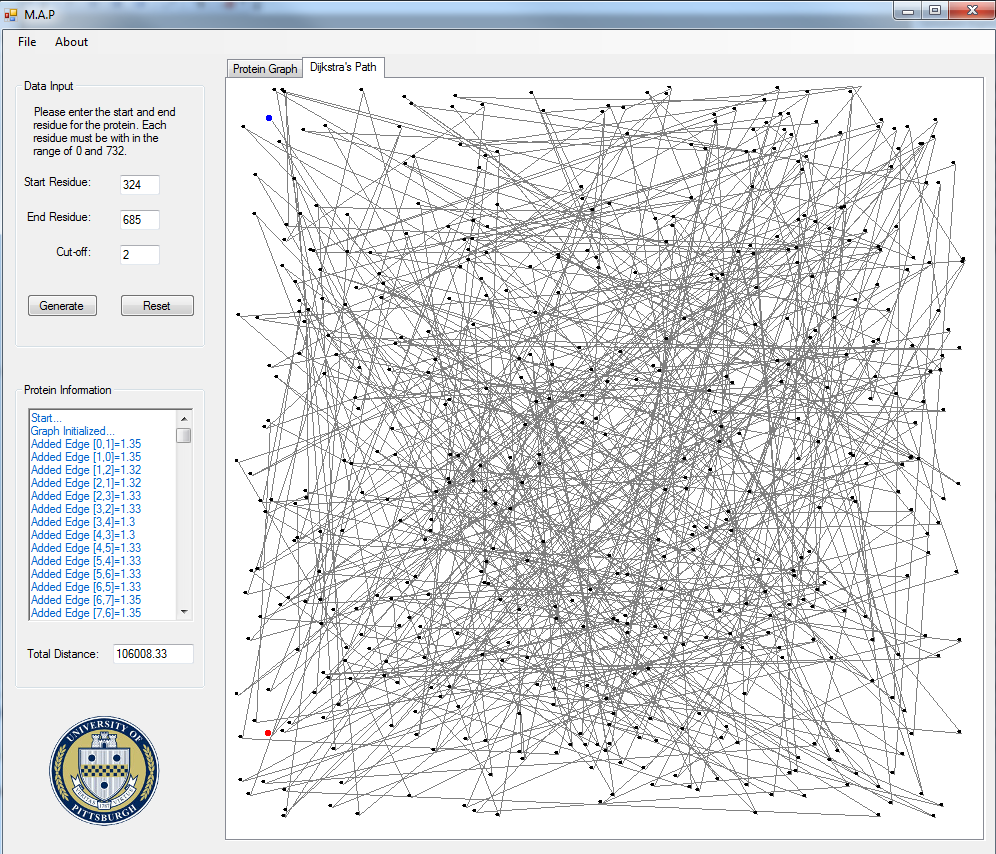 M.A.P
File About
Protein Graph Dijkstra's Path
Data Input
Please enter the start and end
residue for the protein. Each
residue must be with in the
range of 0 and 732.
Start Residue: 324
End Residue: 685
Cut-off: 2
Generate Reset
Protein Information
Start...
Graph Initialized...
Added Edge [0,1]=1.35
Added Edge [1,0]=1.35
Added Edge [1,2]=1.32
Added Edge [2,1]=1.32
Added Edge [2,3]=1.33
Added Edge [3,2]=1.33
Added Edge [3,4]=1.3
Added Edge [4,3]=1.3
Added Edge [4,5]=1.33
Added Edge [5,4]=1.33
Added Edge [5,6]=1.33
Added Edge [6,5]=1.33
Added Edge [6,7]=1.35
Added Edge [7,6]=1.35
Total Distance: 106008.33
UNIVERSITY OF
PITTSBURGH